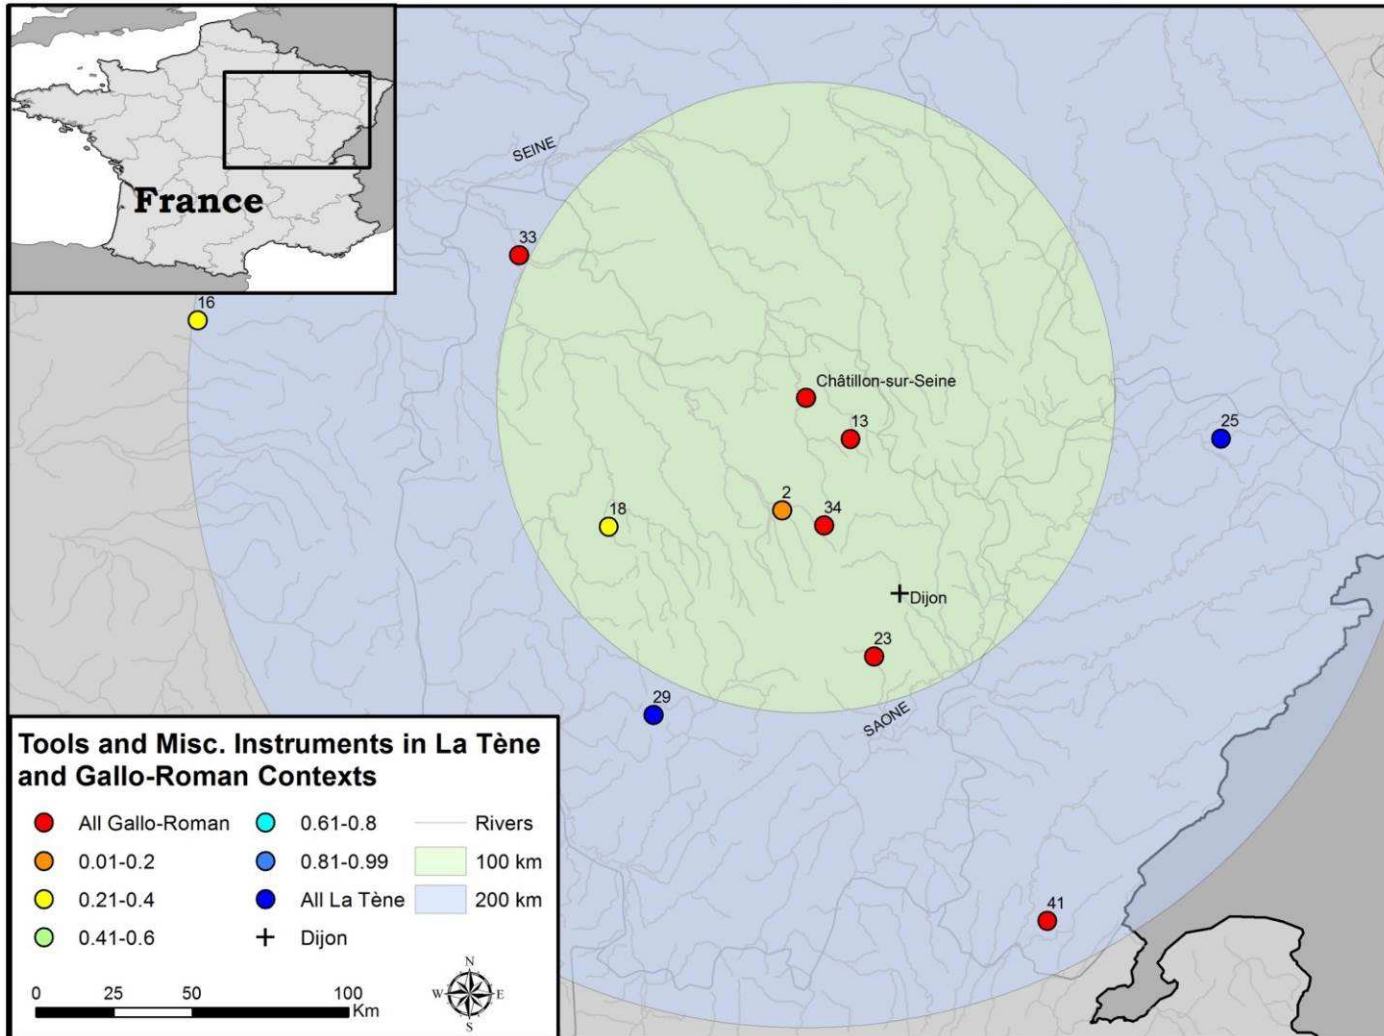 France
SEINE
33
16
Châtillon-sur-Seine
13
25
2
34
18
Dijon
23
29
SAONE
41
Tools and Misc. Instruments in La Tène
and Gallo-Roman Contexts
All Gallo-Roman
0.61-0.8
Rivers
0.01-0.2
0.81-0.99
100 km
0.21-0.4
All La Tène
200 km
0.41-0.6
Dijon
0 25 50 100
Km
N
W E
S